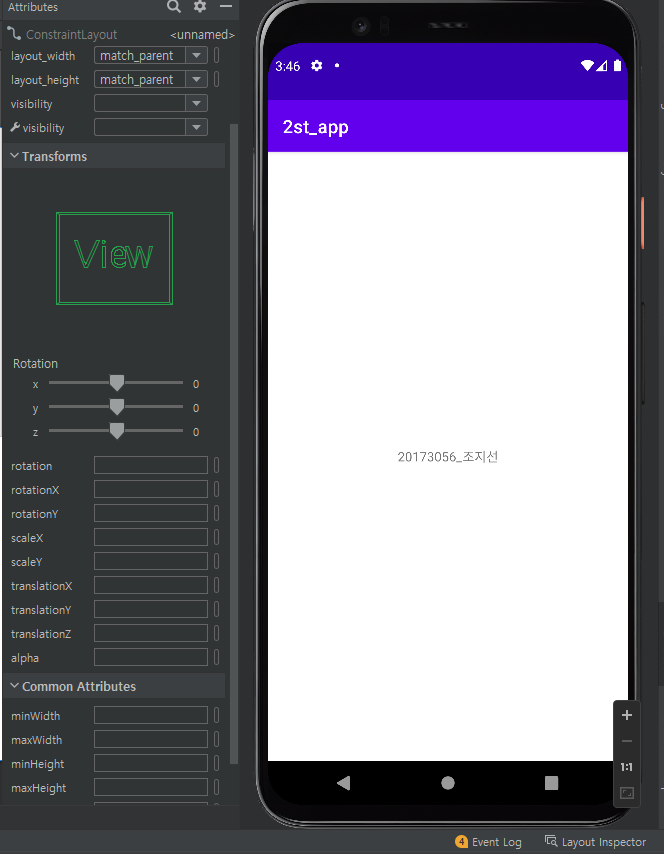 Attributes
ConstraintLayout <unnamed>
layout_width match_parent
layout_height match_parent
visibility
visibility
Transforms
View
Rotation
x 0
y 0
z 0
rotation
rotationX
rotationY
scaleX
scaleY
translationX
translationY
translationZ
alpha
Common Attributes
minWidth
maxWidth
minHeight
maxHeight
3:46
2st_app
20173056_조지선
1:1
4 Event Log Layout Inspector